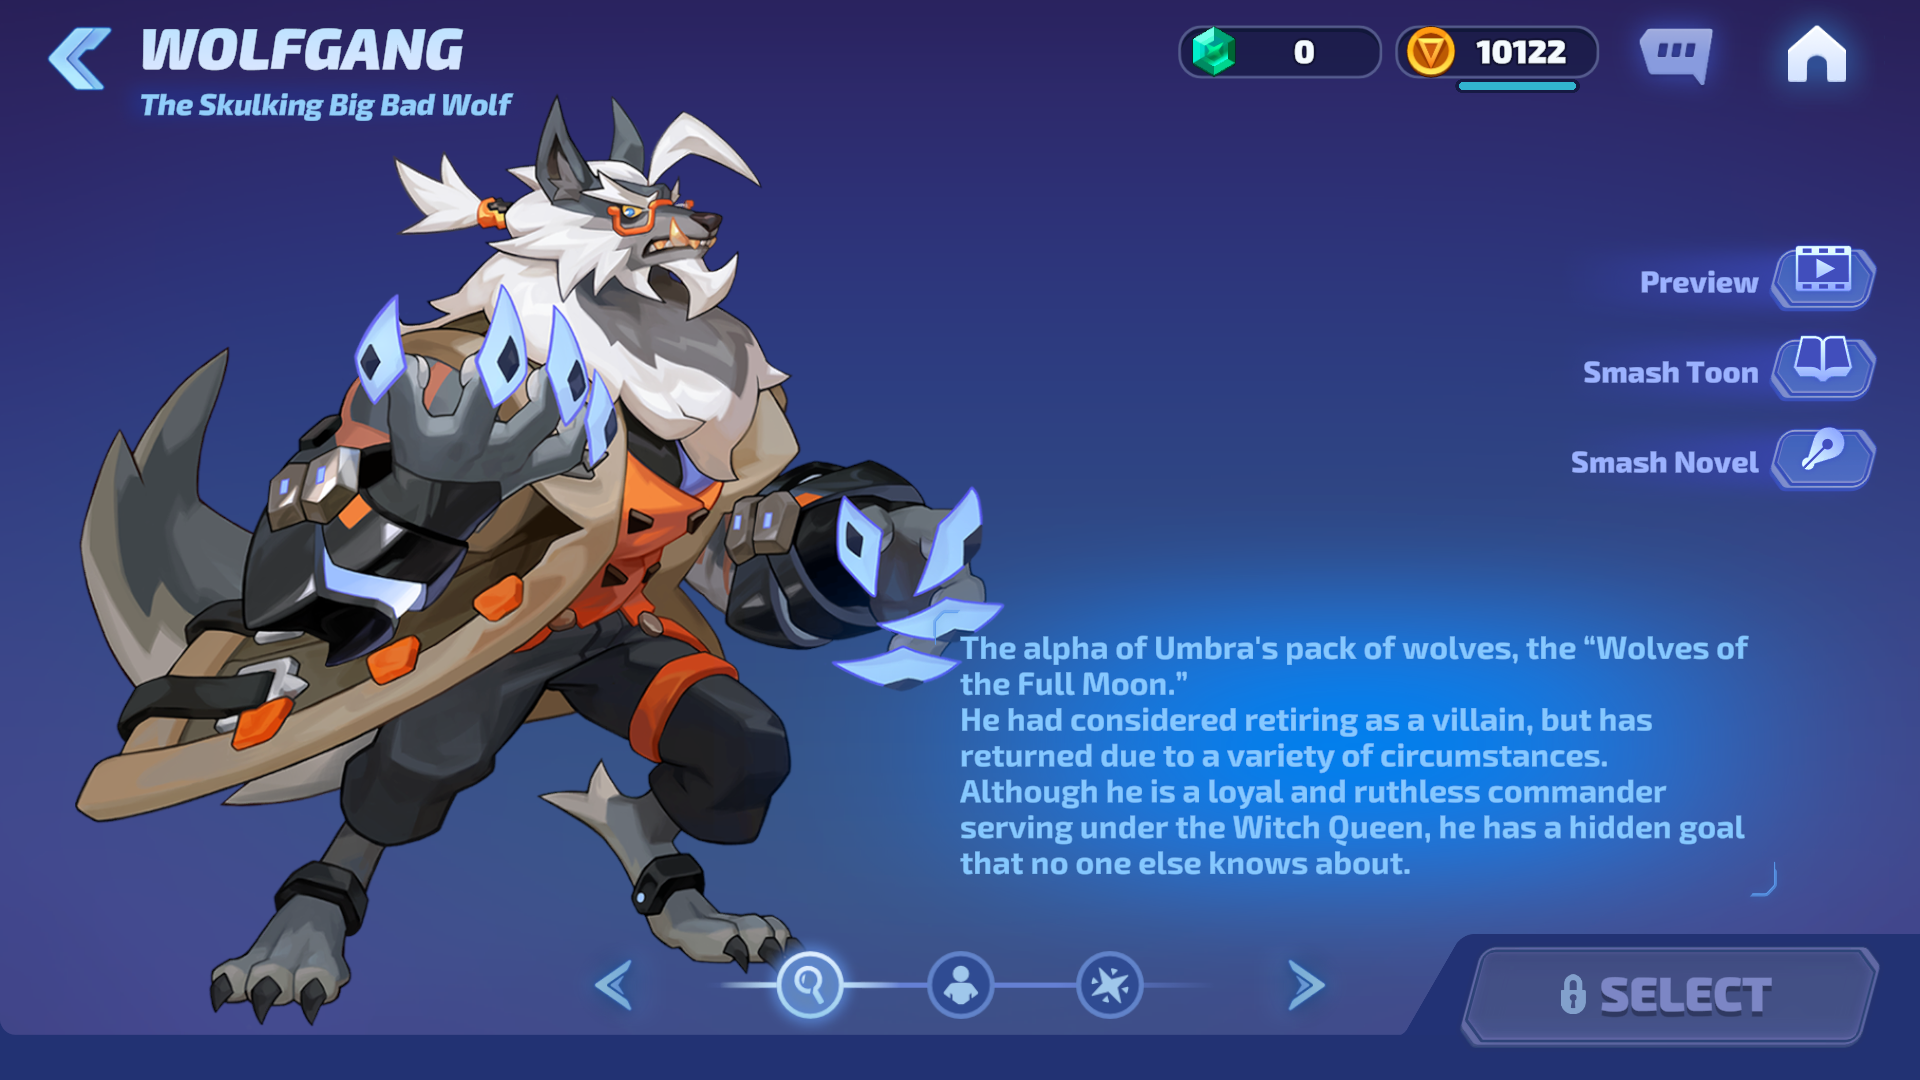 WOLFGANG
The Skulking Big Bad Wolf
0
10122
Preview
Smash Toon
Smash Novel
The alpha of Umbra's pack of wolves, the “Wolves of
the Full Moon.”
He had considered retiring as a villain, but has
returned due to a variety of circumstances.
Although he is a loyal and ruthless commander
serving under the Witch Queen, he has a hidden goal
that no one else knows about.
SELECT